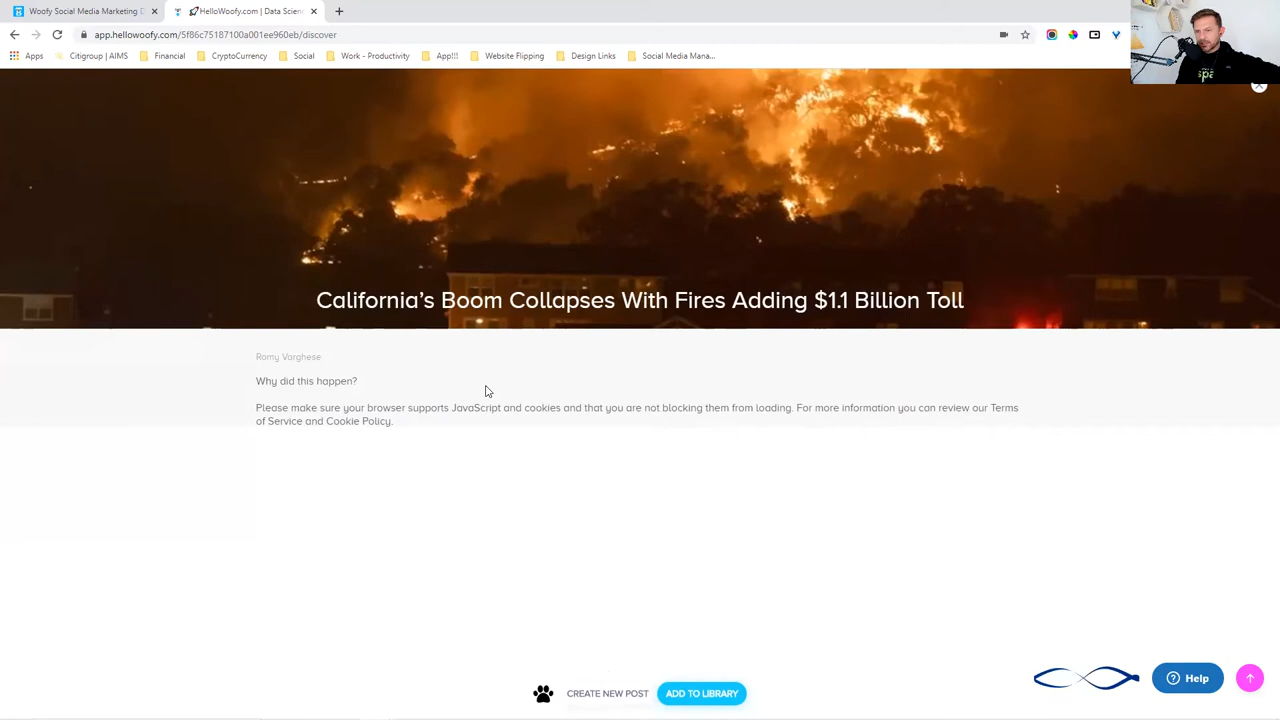 Woofy Social Media Marketing D
HelloWoofy.com | Data Scienc
app.hellowoofy.com/5f86c75187100a001ee960eb/discover
Apps
Citigroup | AIMS
Financial
CryptoCurrency
Social
Work - Productivity
App!!!
Website Flipping
Design Links
Social Media Mana...
spa
California's Boom Collapses With Fires Adding $1.1 Billion Toll
Romy Varghese
Why did this happen?
Please make sure your browser supports JavaScript and cookies and that you are not blocking them from loading. For more information you can review our Terms
of Service and Cookie Policy.
CREATE NEW POST
ADD TO LIBRARY
Help